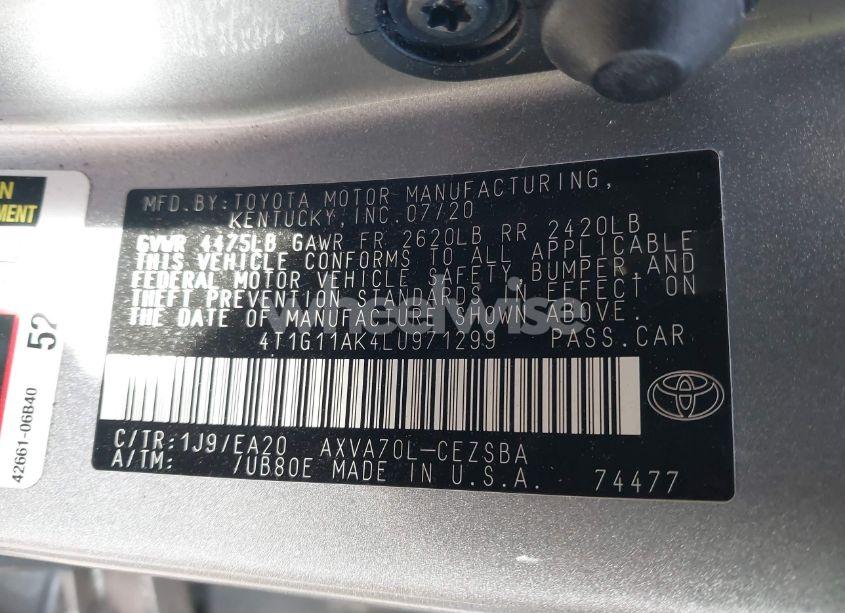 N
EMENT
52
42661-06B40
MFD.BY:TOYOTA MOTOR MANUFACTURING,
KENTUCKY,INC.07/20
GVWR 4475LB GAWR FR 2620LB RR 2420LB
THIS VEHICLE CONFORMS TO ALL APPLICABLE
FEDERAL MOTOR VEHICLE SAFETY,BUMPER,AND
THEFT PREVENTION STANDARDS IN EFFECT ON
THE DATE OF MANUFACTURE SHOWN ABOVE.
4T1G11AK4LU971299 PASS.CAR
C/TR:1J9/EA20 AXVA70L-CEZSBA
A/TM: /UB80E MADE IN U.S.A. 74477
wheelwise